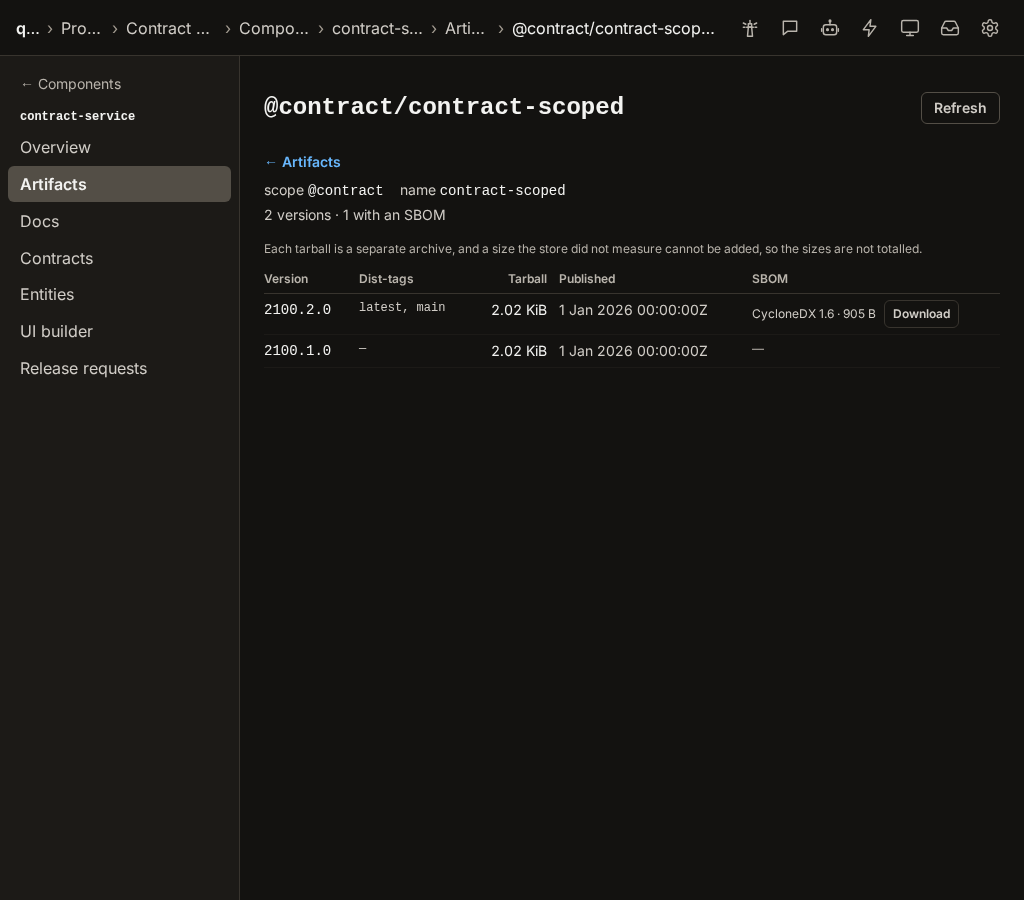 q... › Pro... › Contract ... › Compo... › contract-s... › Arti... › @contract/contract-scop...
← Components
contract-service
Overview
Artifacts
Docs
Contracts
Entities
UI builder
Release requests
@contract/contract-scoped
Refresh
← Artifacts
scope @contract name contract-scoped
2 versions · 1 with an SBOM
Each tarball is a separate archive, and a size the store did not measure cannot be added, so the sizes are not totalled.
Version Dist-tags Tarball Published SBOM
2100.2.0 latest, main 2.02 KiB 1 Jan 2026 00:00:00Z CycloneDX 1.6 · 905 B Download
2100.1.0 — 2.02 KiB 1 Jan 2026 00:00:00Z —